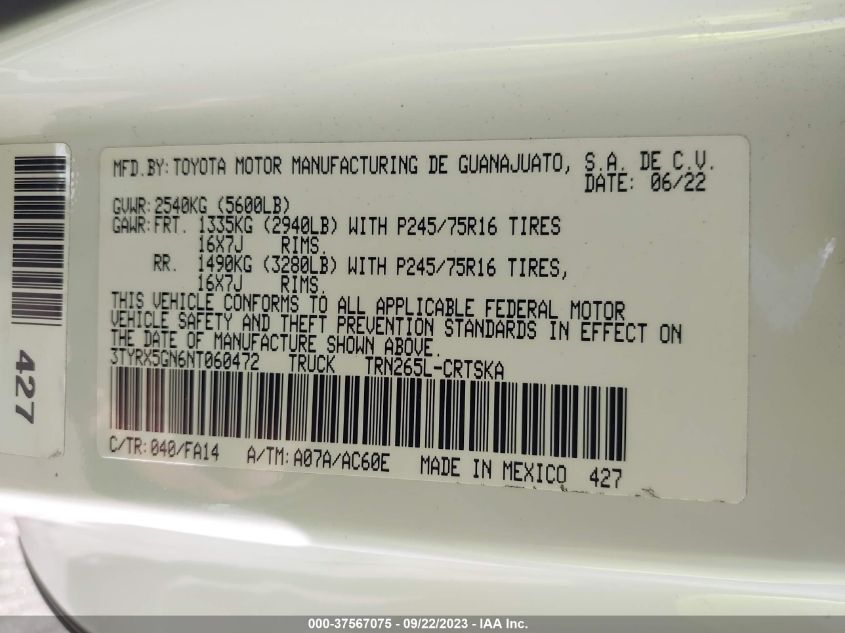 MFD.BY:TOYOTA MOTOR MANUFACTURING DE GUANAJUATO, S.A. DE C.V.
DATE: 06/22
GVWR:2540KG (5600LB)
GAWR:FRT. 1335KG (2940LB) WITH P245/75R16 TIRES
16X7J RIMS.
RR. 1490KG (3280LB) WITH P245/75R16 TIRES,
16X7J RIMS.
THIS VEHICLE CONFORMS TO ALL APPLICABLE FEDERAL MOTOR
VEHICLE SAFETY AND THEFT PREVENTION STANDARDS IN EFFECT ON
THE DATE OF MANUFACTURE SHOWN ABOVE.
3TYRX5GN6NT060472 TRUCK TRN265L-CRTSKA
C/TR:040/FA14 A/TM:A07A/AC60E MADE IN MEXICO 427
427
000-37567075 - 09/22/2023 - IAA Inc.